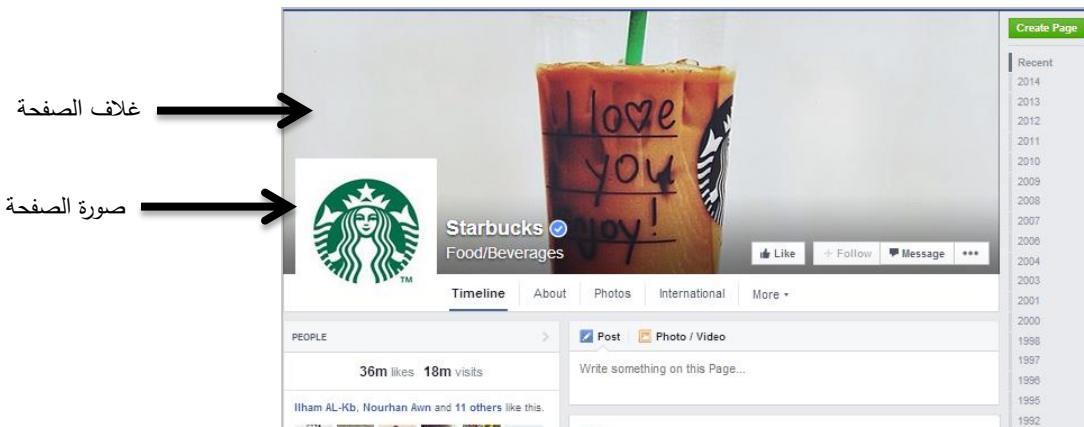 Create Page
Recent
2014
2013
2012
2011
2010
2009
2008
2007
2006
2004
2003
2001
2000
1998
1997
1996
1995
1992
غلاف الصفحة
صورة الصفحة
I lo♡e
you
enjoy!
TM
Starbucks
Food/Beverages
Like + Follow Message •••
Timeline About Photos International More
PEOPLE
36m likes 18m visits
Ilham AL-Kb, Nourhan Awn and 11 others like this.
Post Photo / Video
Write something on this Page...